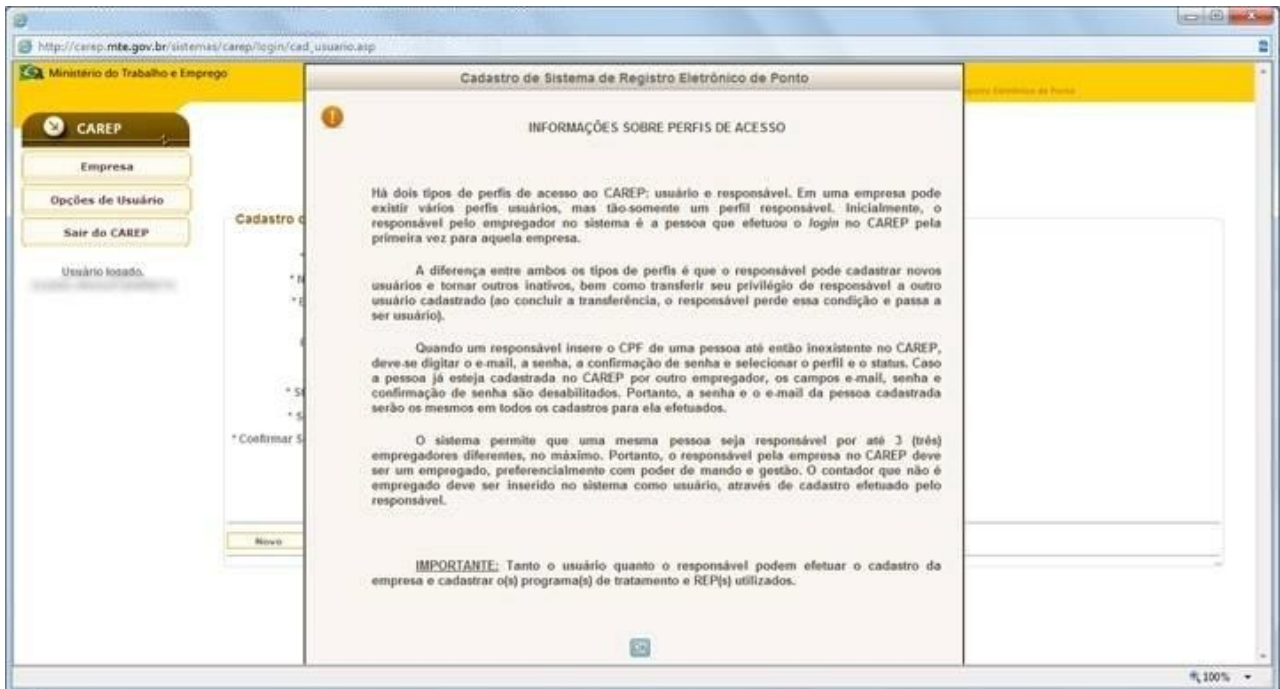 http://carep.mte.gov.br/sistemas/carep/login/cad_usuario.asp
Ministério do Trabalho e Emprego
Cadastro de Sistema de Registro Eletrônico de Ponto
Eletrônico de Ponto
CAREP
Empresa
Opções de Usuário
Sair do CAREP
Usuário logado.
Cadastro
* Confirmar S
Novo
INFORMAÇÕES SOBRE PERFIS DE ACESSO
Há dois tipos de perfis de acesso ao CAREP: usuário e responsável. Em uma empresa pode
existir vários perfis usuários, mas tão-somente um perfil responsável. Inicialmente, o
responsável pelo empregador no sistema é a pessoa que efetuou o login no CAREP pela
primeira vez para aquela empresa.
A diferença entre ambos os tipos de perfis é que o responsável pode cadastrar novos
usuários e tornar outros inativos, bem como transferir seu privilégio de responsável a outro
usuário cadastrado (ao concluir a transferência, o responsável perde essa condição e passa a
ser usuário).
Quando um responsável insere o CPF de uma pessoa até então inexistente no CAREP,
deve-se digitar o e-mail, a senha, a confirmação de senha e selecionar o perfil e o status. Caso
a pessoa já esteja cadastrada no CAREP por outro empregador, os campos e-mail, senha e
confirmação de senha são desabilitados. Portanto, a senha e o e-mail da pessoa cadastrada
serão os mesmos em todos os cadastros para ela efetuados.
O sistema permite que uma mesma pessoa seja responsável por até 3 (três)
empregadores diferentes, no máximo. Portanto, o responsável pela empresa no CAREP deve
ser um empregado, preferencialmente com poder de mando e gestão. O contador que não é
empregado deve ser inserido no sistema como usuário, através de cadastro efetuado pelo
responsável.
IMPORTANTE: Tanto o usuário quanto o responsável podem efetuar o cadastro da
empresa e cadastrar o(s) programa(s) de tratamento e REP(s) utilizados.
100%